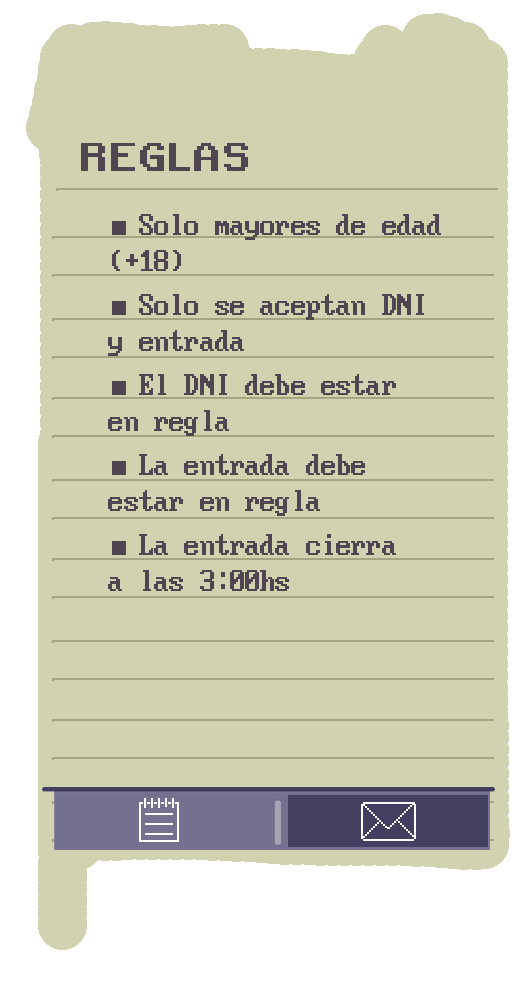 REGLAS
▪ Solo mayores de edad
(+18)
▪ Solo se aceptan DNI
y entrada
▪ El DNI debe estar
en regla
▪ La entrada debe
estar en regla
▪ La entrada cierra
a las 3:00hs